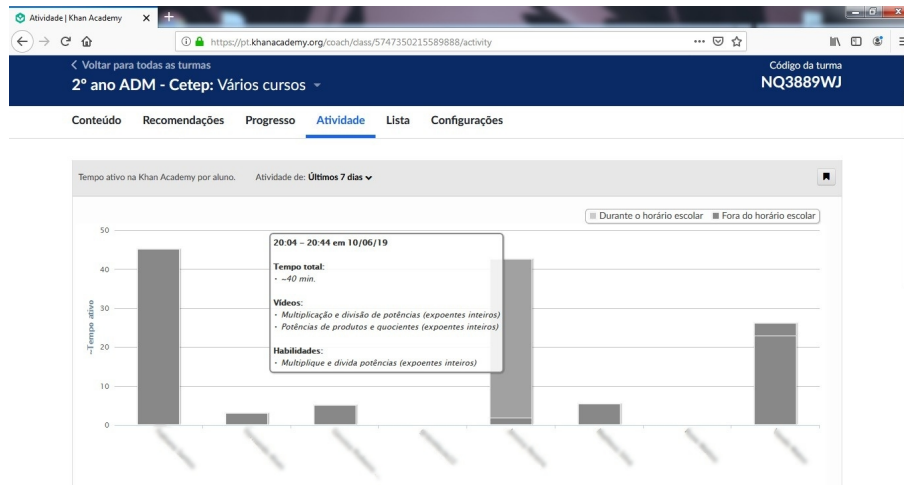 Atividade | Khan Academy
https://pt.khanacademy.org/coach/class/5747350215589888/activity
Voltar para todas as turmas
Código da turma
2º ano ADM - Cetep: Vários cursos
NQ3889WJ
Conteúdo Recomendações Progresso Atividade Lista Configurações
Tempo ativo na Khan Academy por aluno. Atividade de: Últimos 7 dias
Durante o horário escolar Fora do horário escolar
~Tempo ativo
50
40
30
20
10
0
20:04 – 20:44 em 10/06/19
Tempo total:
- ~40 min.
Vídeos:
- Multiplicação e divisão de potências (expoentes inteiros)
- Potências de produtos e quocientes (expoentes inteiros)
Habilidades:
- Multiplique e divida potências (expoentes inteiros)